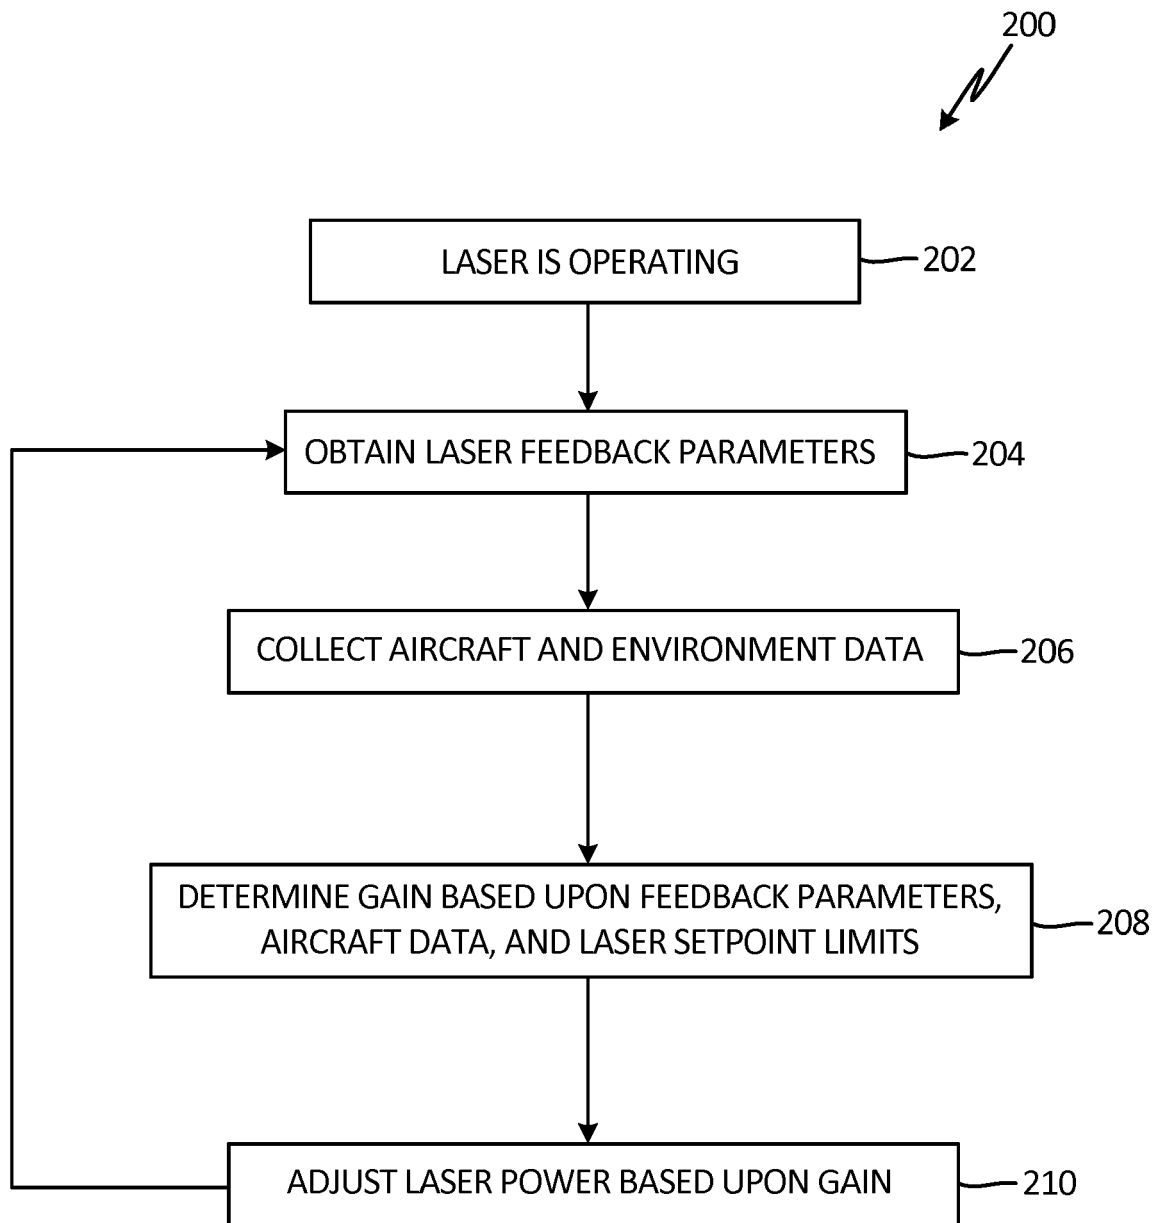 200
LASER IS OPERATING
202
OBTAIN LASER FEEDBACK PARAMETERS
204
COLLECT AIRCRAFT AND ENVIRONMENT DATA
206
DETERMINE GAIN BASED UPON FEEDBACK PARAMETERS,
AIRCRAFT DATA, AND LASER SETPOINT LIMITS
208
ADJUST LASER POWER BASED UPON GAIN
210